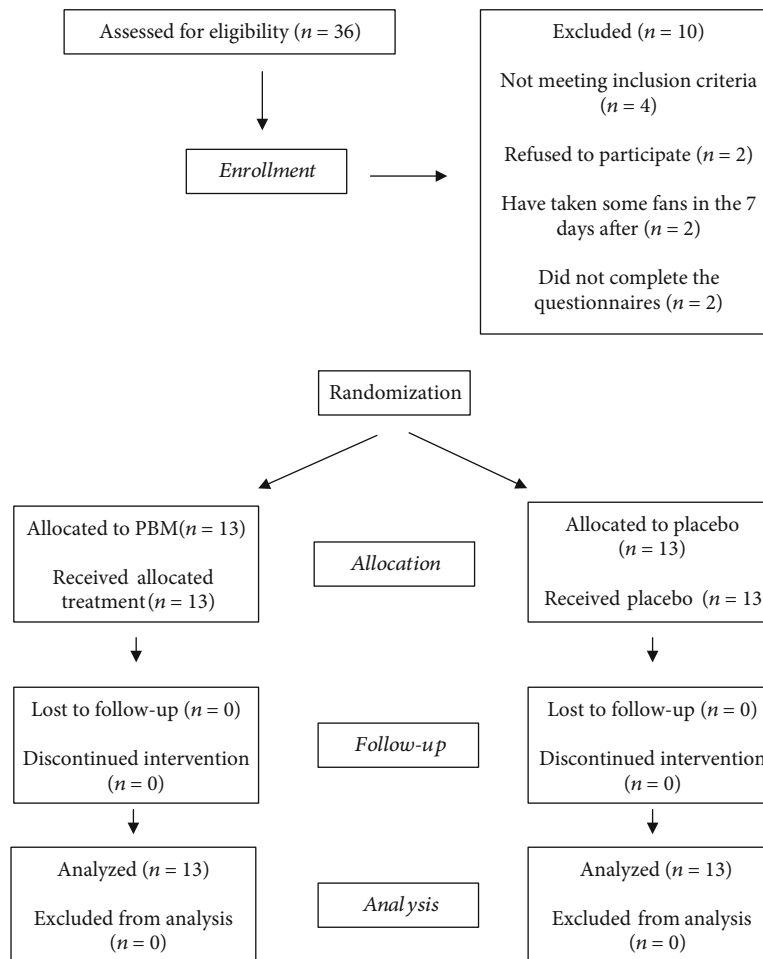 Assessed for eligibility (n = 36)
Excluded (n = 10)
Not meeting inclusion criteria
(n = 4)
Refused to participate (n = 2)
Have taken some fans in the 7
days after (n = 2)
Did not complete the
questionnaires (n = 2)
Enrollment
Randomization
Allocated to PBM(n = 13)
Received allocated
treatment(n = 13)
Allocation
Allocated to placebo
(n = 13)
Received placebo (n = 13
Lost to follow-up (n = 0)
Discontinued intervention
(n = 0)
Follow-up
Lost to follow-up (n = 0)
Discontinued intervention
(n = 0)
Analyzed (n = 13)
Excluded from analysis
(n = 0)
Analysis
Analyzed (n = 13)
Excluded from analysis
(n = 0)